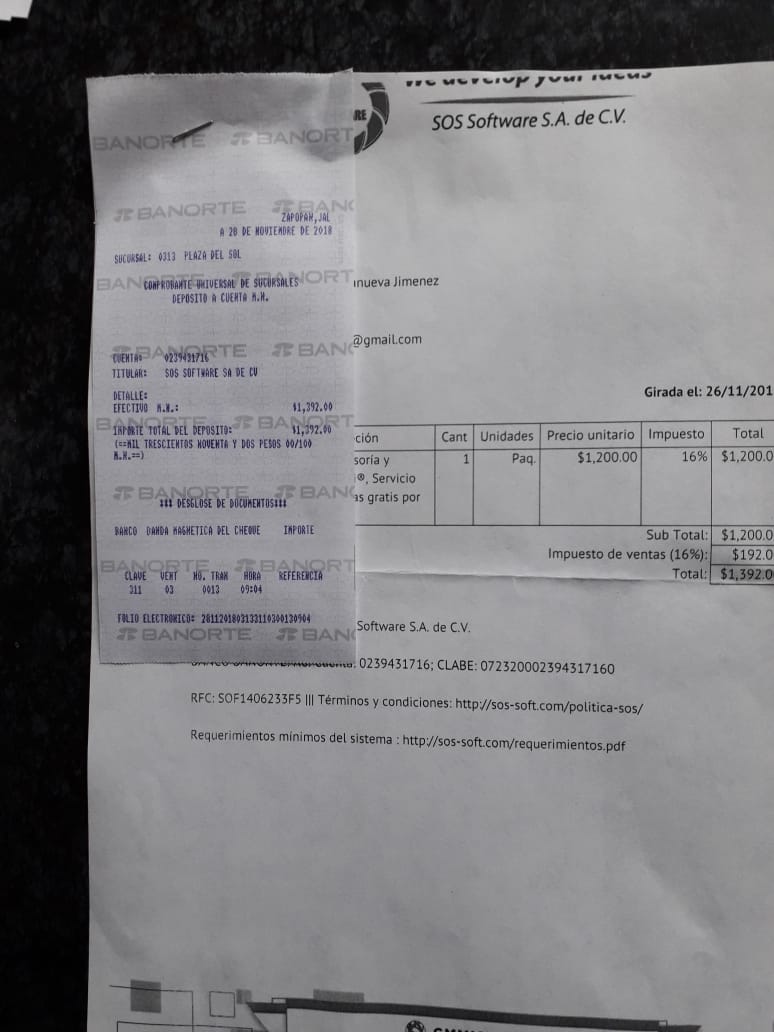 We develop your ideas
SOS Software S.A. de C.V.
BANORTE
ZAPOPAN,JAL
A 28 DE NOVIEMBRE DE 2018
SUCURSAL: 0313 PLAZA DEL SOL
COMPROBANTE UNIVERSAL DE SUCURSALES
DEPOSITO A CUENTA M.N.
CUENTA: 0239431716
TITULAR: SOS SOFTWARE SA DE CV
DETALLE:
EFECTIVO M.N.: $1,392.00
IMPORTE TOTAL DEL DEPOSITO: $1,392.00
(==MIL TRESCIENTOS NOVENTA Y DOS PESOS 00/100
M.N.==)
*** DESGLOSE DE DOCUMENTOS***
BANCO BANDA MAGNETICA DEL CHEQUE IMPORTE
CLAVE VENT NO. TRAN HORA REFERENCIA
311 03 0013 09:04
FOLIO ELECTRONICO: 2811201803133110300130904
BANORTE
nueva Jimenez
@gmail.com
Girada el: 26/11/201
ción Cant Unidades Precio unitario Impuesto Total
soría y 1 Paq. $1,200.00 16% $1,200.0
®, Servicio
as gratis por
Sub Total: $1,200.0
Impuesto de ventas (16%): $192.0
Total: $1,392.0
Software S.A. de C.V.
0239431716; CLABE: 072320002394317160
RFC: SOF1406233F5 ||| Términos y condiciones: http://sos-soft.com/politica-sos/
Requerimientos mínimos del sistema : http://sos-soft.com/requerimientos.pdf